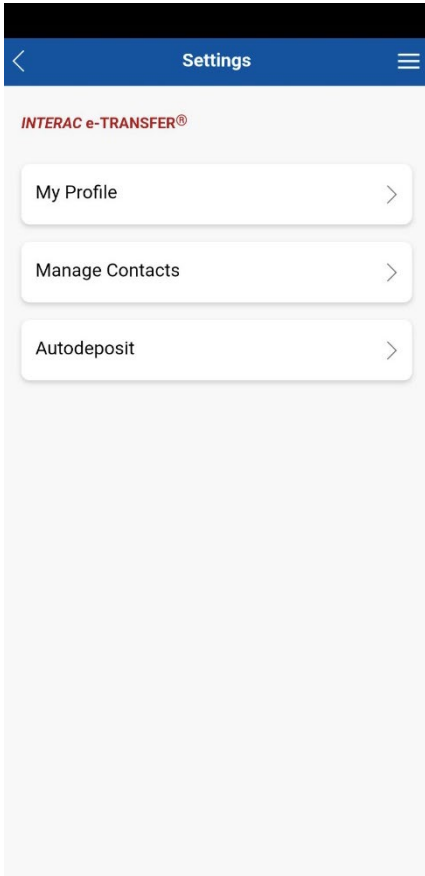 Settings
INTERAC e-TRANSFER®
My Profile
Manage Contacts
Autodeposit